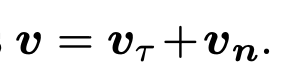 v = v_τ + v_n.